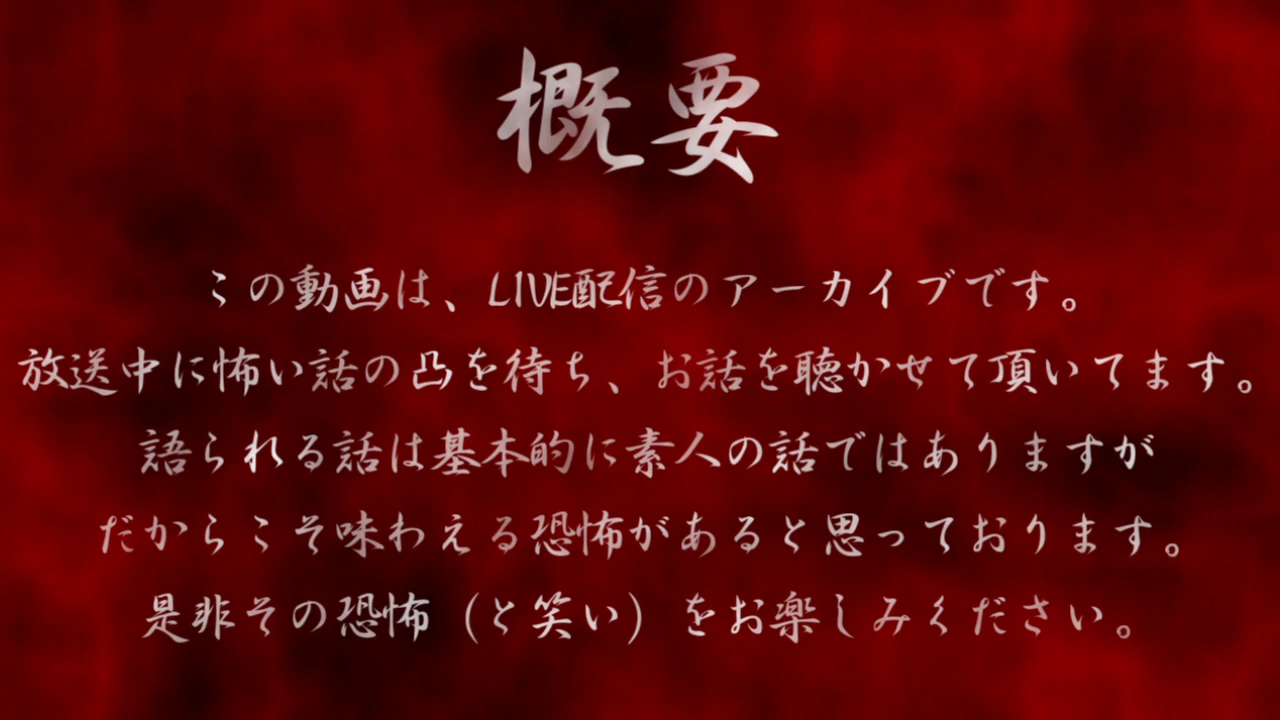 概要
この動画は、LIVE配信のアーカイブです。
放送中に怖い話の凸を待ち、お話を聴かせて頂いてます。
語られる話は基本的に素人の話ではありますが
だからこそ味わえる恐怖があると思っております。
是非その恐怖（と笑い）をお楽しみください。